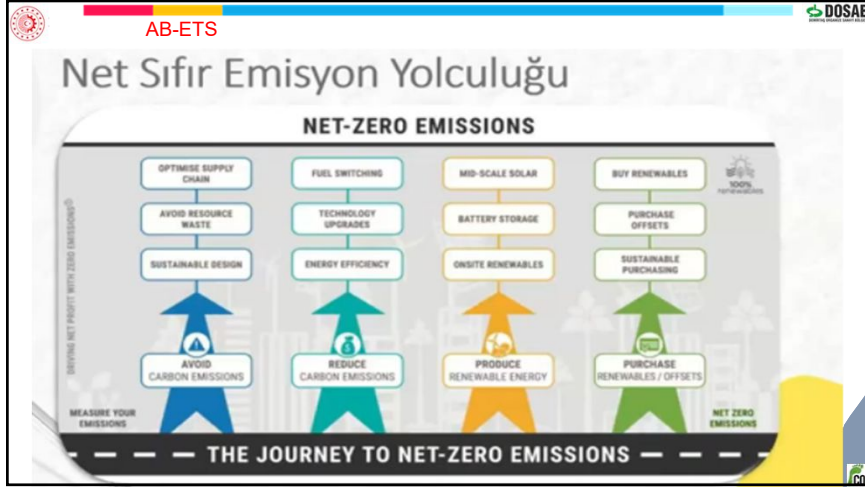 AB-ETS
DOSAB
Net Sıfır Emisyon Yolculuğu
NET-ZERO EMISSIONS
OPTIMISE SUPPLY
CHAIN
FUEL SWITCHING
MID-SCALE SOLAR
BUY RENEWABLES
100%
renewables
AVOID RESOURCE
WASTE
TECHNOLOGY
UPGRADES
BATTERY STORAGE
PURCHASE
OFFSETS
SUSTAINABLE DESIGN
ENERGY EFFICIENCY
ONSITE RENEWABLES
SUSTAINABLE
PURCHASING
DRIVING NET PROFIT WITH ZERO EMISSIONS
AVOID
CARBON EMISSIONS
REDUCE
CARBON EMISSIONS
PRODUCE
RENEWABLE ENERGY
PURCHASE
RENEWABLES / OFFSETS
MEASURE YOUR
EMISSIONS
NET ZERO
EMISSIONS
THE JOURNEY TO NET-ZERO EMISSIONS